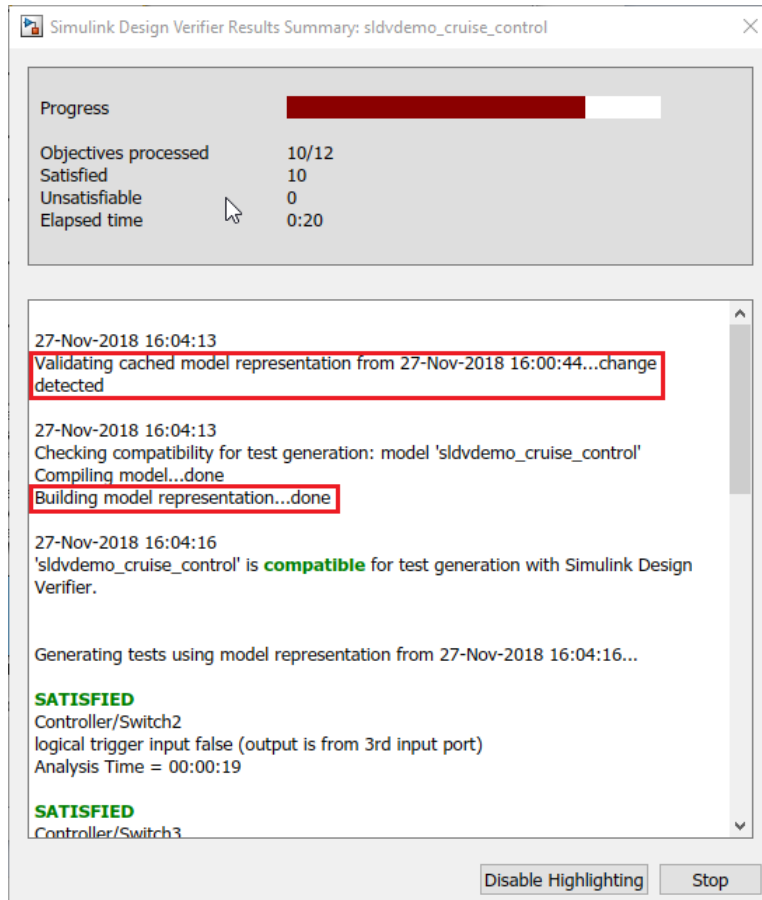 Simulink Design Verifier Results Summary: sldvdemo_cruise_control
Progress
Objectives processed 10/12
Satisfied 10
Unsatisfiable 0
Elapsed time 0:20
27-Nov-2018 16:04:13
Validating cached model representation from 27-Nov-2018 16:00:44...change
detected
27-Nov-2018 16:04:13
Checking compatibility for test generation: model 'sldvdemo_cruise_control'
Compiling model...done
Building model representation...done
27-Nov-2018 16:04:16
'sldvdemo_cruise_control' is compatible for test generation with Simulink Design
Verifier.
Generating tests using model representation from 27-Nov-2018 16:04:16...
SATISFIED
Controller/Switch2
logical trigger input false (output is from 3rd input port)
Analysis Time = 00:00:19
SATISFIED
Controller/Switch3
Disable Highlighting Stop